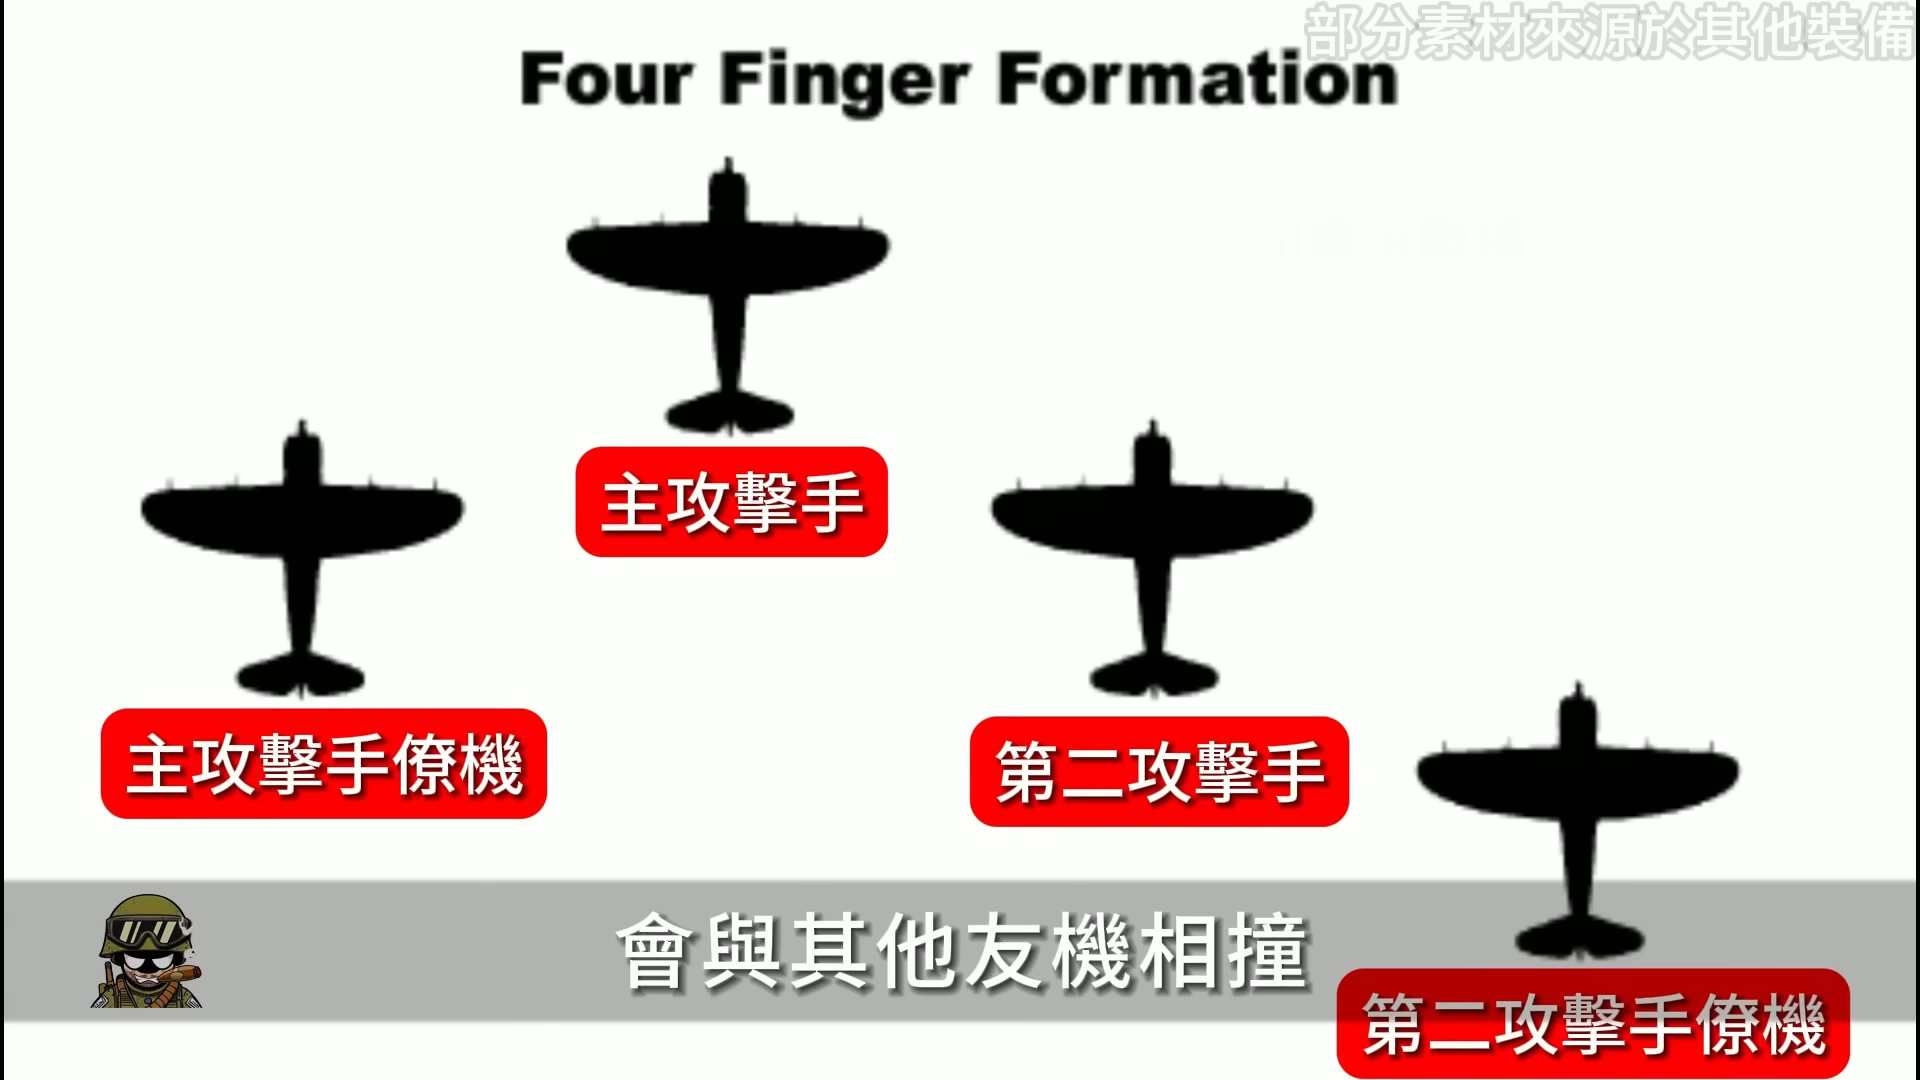 部分素材來源於其他裝備
Four Finger Formation
主攻擊手
主攻擊手僚機
第二攻擊手
會與其他友機相撞
第二攻擊手僚機